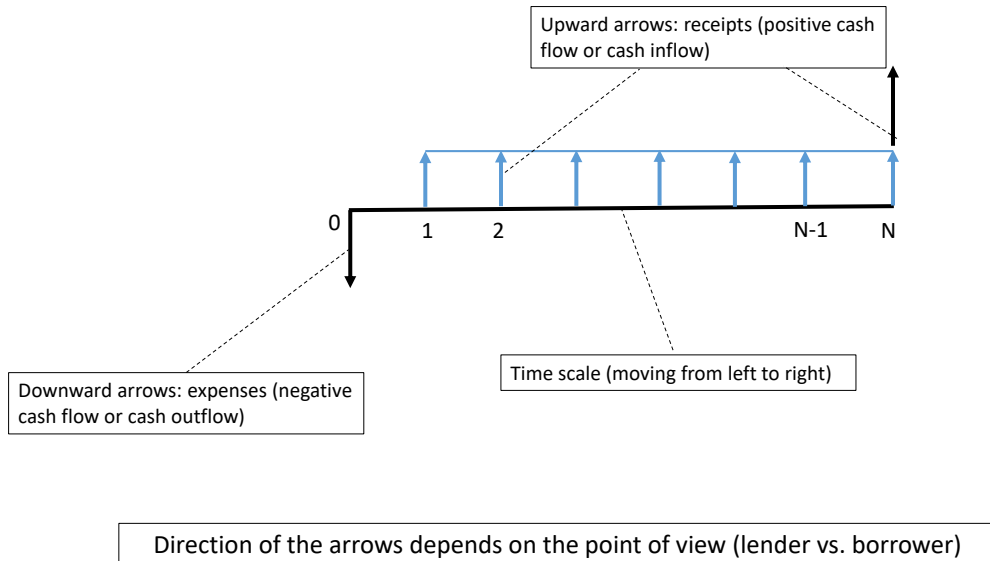 Upward arrows: receipts (positive cash
flow or cash inflow)
0
1
2
N-1
N
Time scale (moving from left to right)
Downward arrows: expenses (negative
cash flow or cash outflow)
Direction of the arrows depends on the point of view (lender vs. borrower)